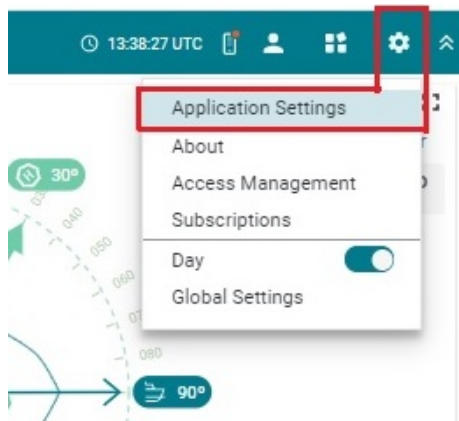 13:38:27 UTC
Application Settings
About
Access Management
Subscriptions
Day
Global Settings
30°
040
050
060
080
90°